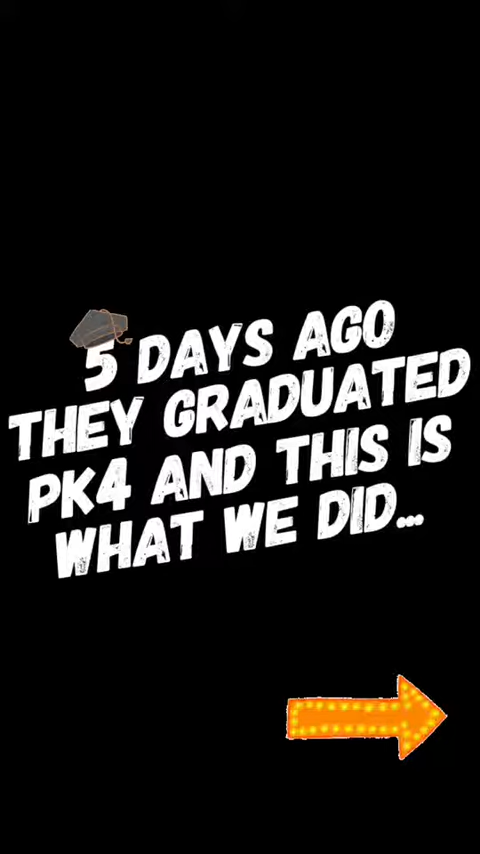 5 DAYS AGO
THEY GRADUATED
PK4 AND THIS IS
WHAT WE DID...